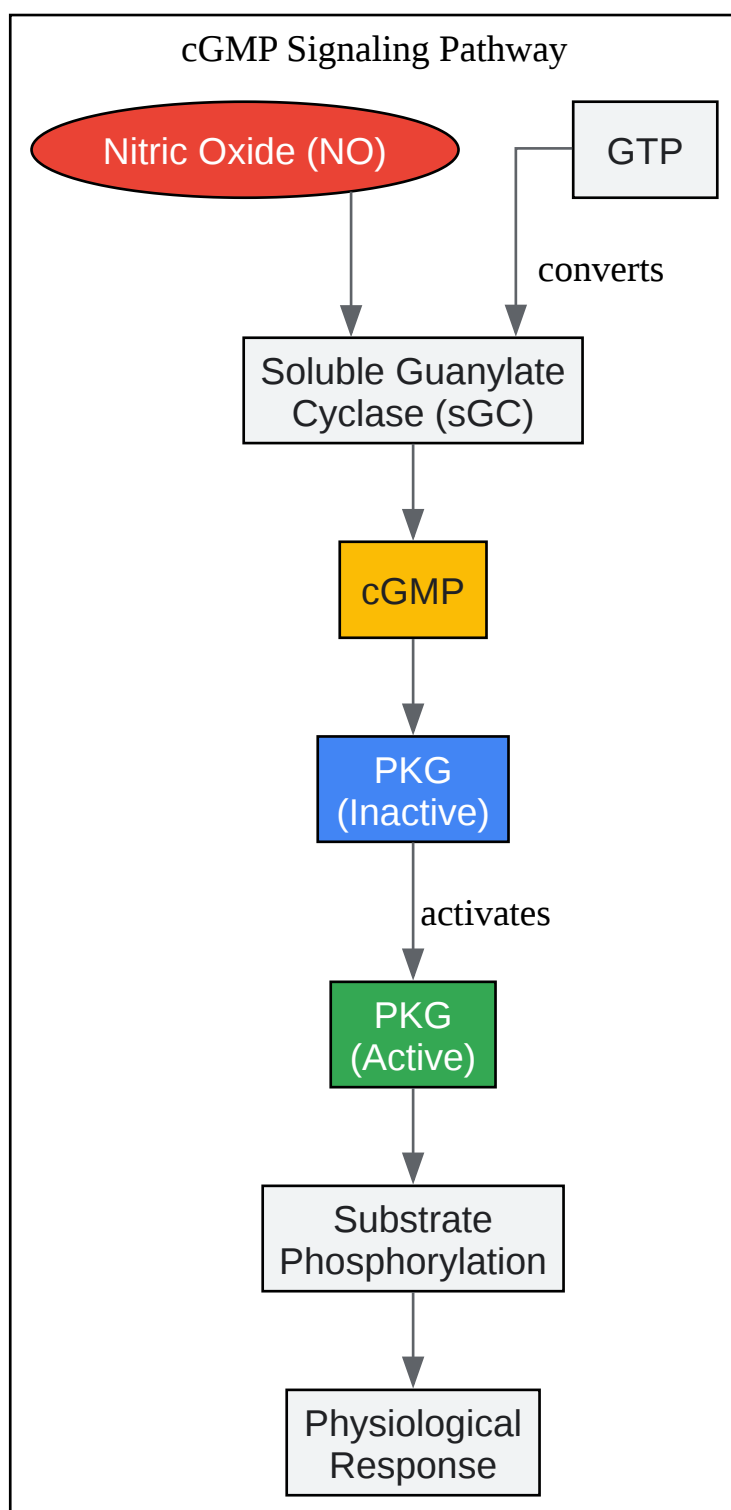 cGMP Signaling Pathway
Nitric Oxide (NO)
GTP
converts
Soluble Guanylate
Cyclase (sGC)
cGMP
PKG
(Inactive)
activates
PKG
(Active)
Substrate
Phosphorylation
Physiological
Response